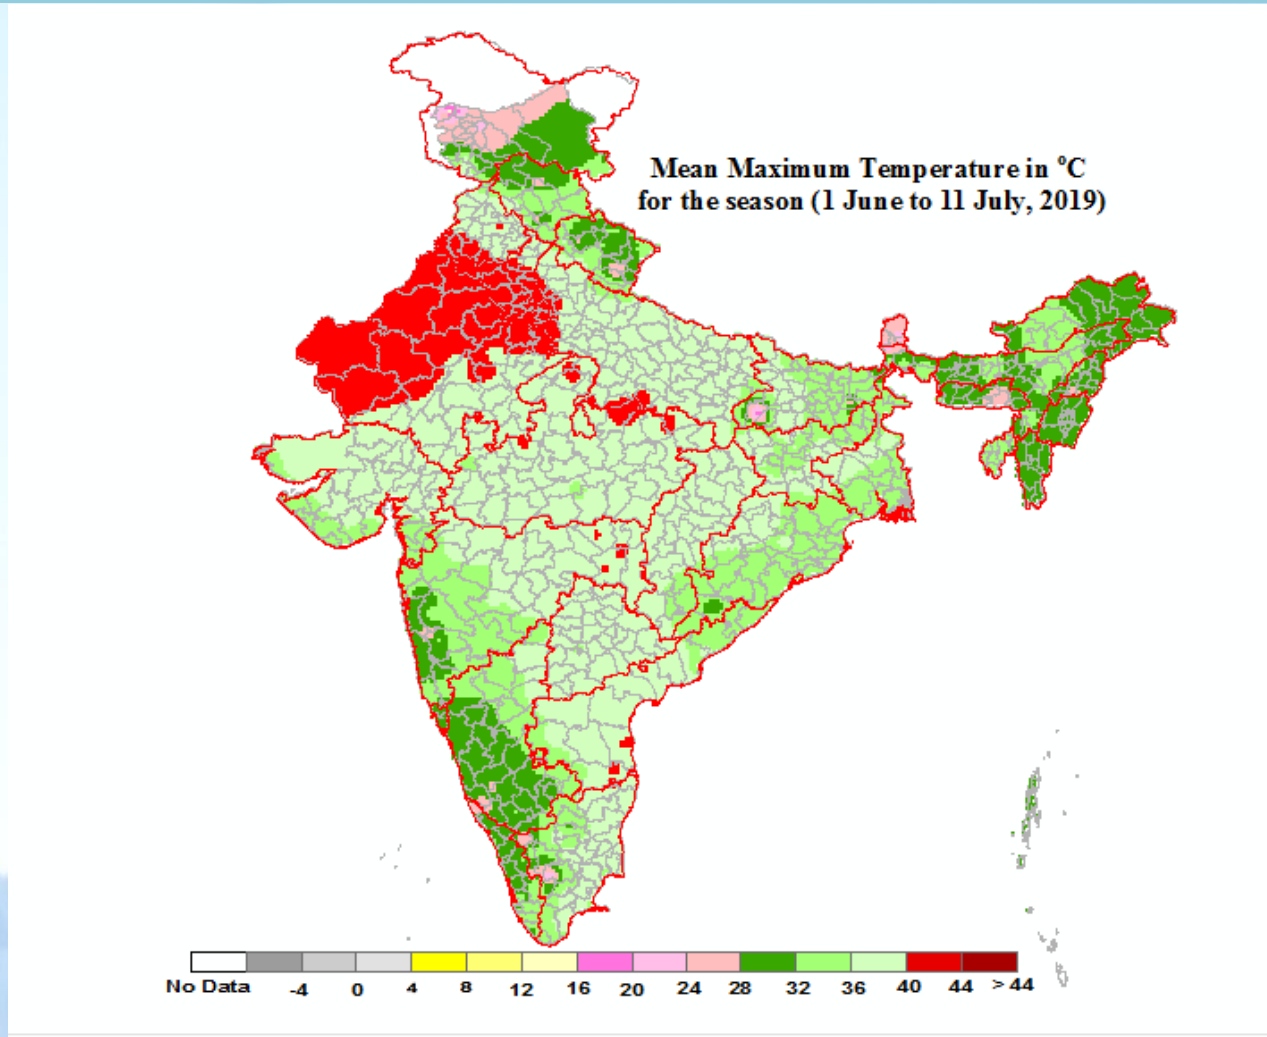 Mean Maximum Temperature in °C
for the season (1 June to 11 July, 2019)
No Data -4 0 4 8 12 16 20 24 28 32 36 40 44 > 44